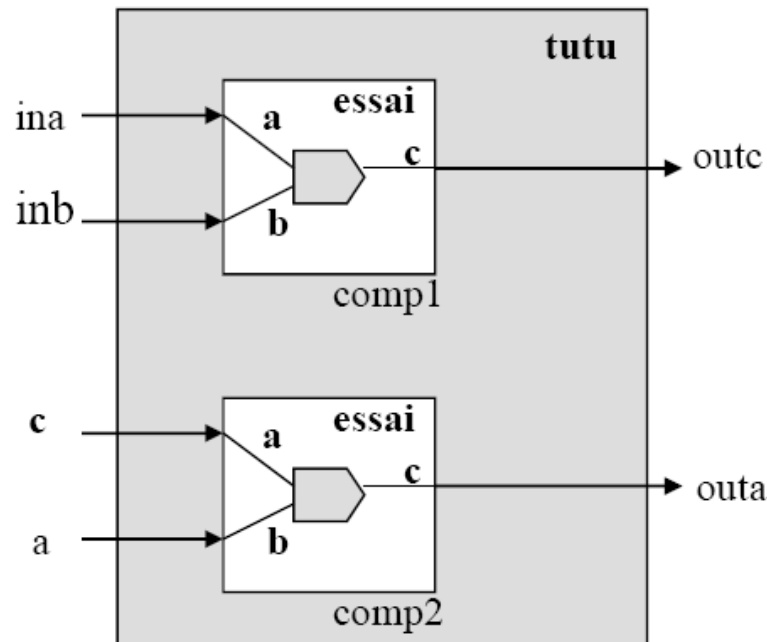 tutu
essai
ina
a
c
outc
inb
b
comp1
essai
c
a
c
outa
a
b
comp2